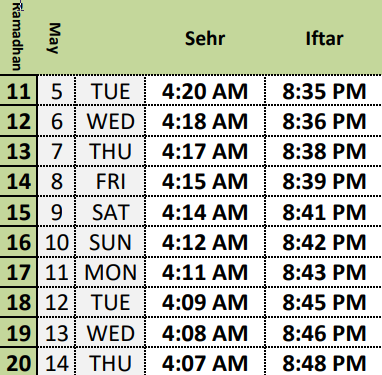 Ramadhan May Sehr Iftar
11 5 TUE 4:20 AM 8:35 PM
12 6 WED 4:18 AM 8:36 PM
13 7 THU 4:17 AM 8:38 PM
14 8 FRI 4:15 AM 8:39 PM
15 9 SAT 4:14 AM 8:41 PM
16 10 SUN 4:12 AM 8:42 PM
17 11 MON 4:11 AM 8:43 PM
18 12 TUE 4:09 AM 8:45 PM
19 13 WED 4:08 AM 8:46 PM
20 14 THU 4:07 AM 8:48 PM